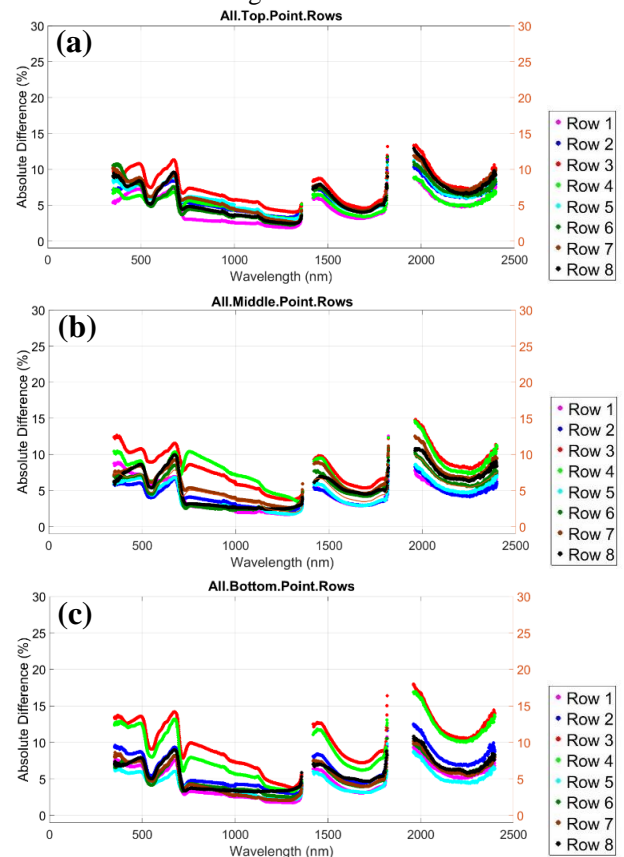 All.Top.Point.Rows
(a)
Absolute Difference (%)
30
25
20
15
10
5
0
30
25
20
15
10
5
0
0
500
1000
1500
2000
2500
Wavelength (nm)
Row 1
Row 2
Row 3
Row 4
Row 5
Row 6
Row 7
Row 8
All.Middle.Point.Rows
(b)
Absolute Difference (%)
30
25
20
15
10
5
0
30
25
20
15
10
5
0
0
500
1000
1500
2000
2500
Wavelength (nm)
Row 1
Row 2
Row 3
Row 4
Row 5
Row 6
Row 7
Row 8
All.Bottom.Point.Rows
(c)
Absolute Difference (%)
30
25
20
15
10
5
0
30
25
20
15
10
5
0
0
500
1000
1500
2000
2500
Wavelength (nm)
Row 1
Row 2
Row 3
Row 4
Row 5
Row 6
Row 7
Row 8